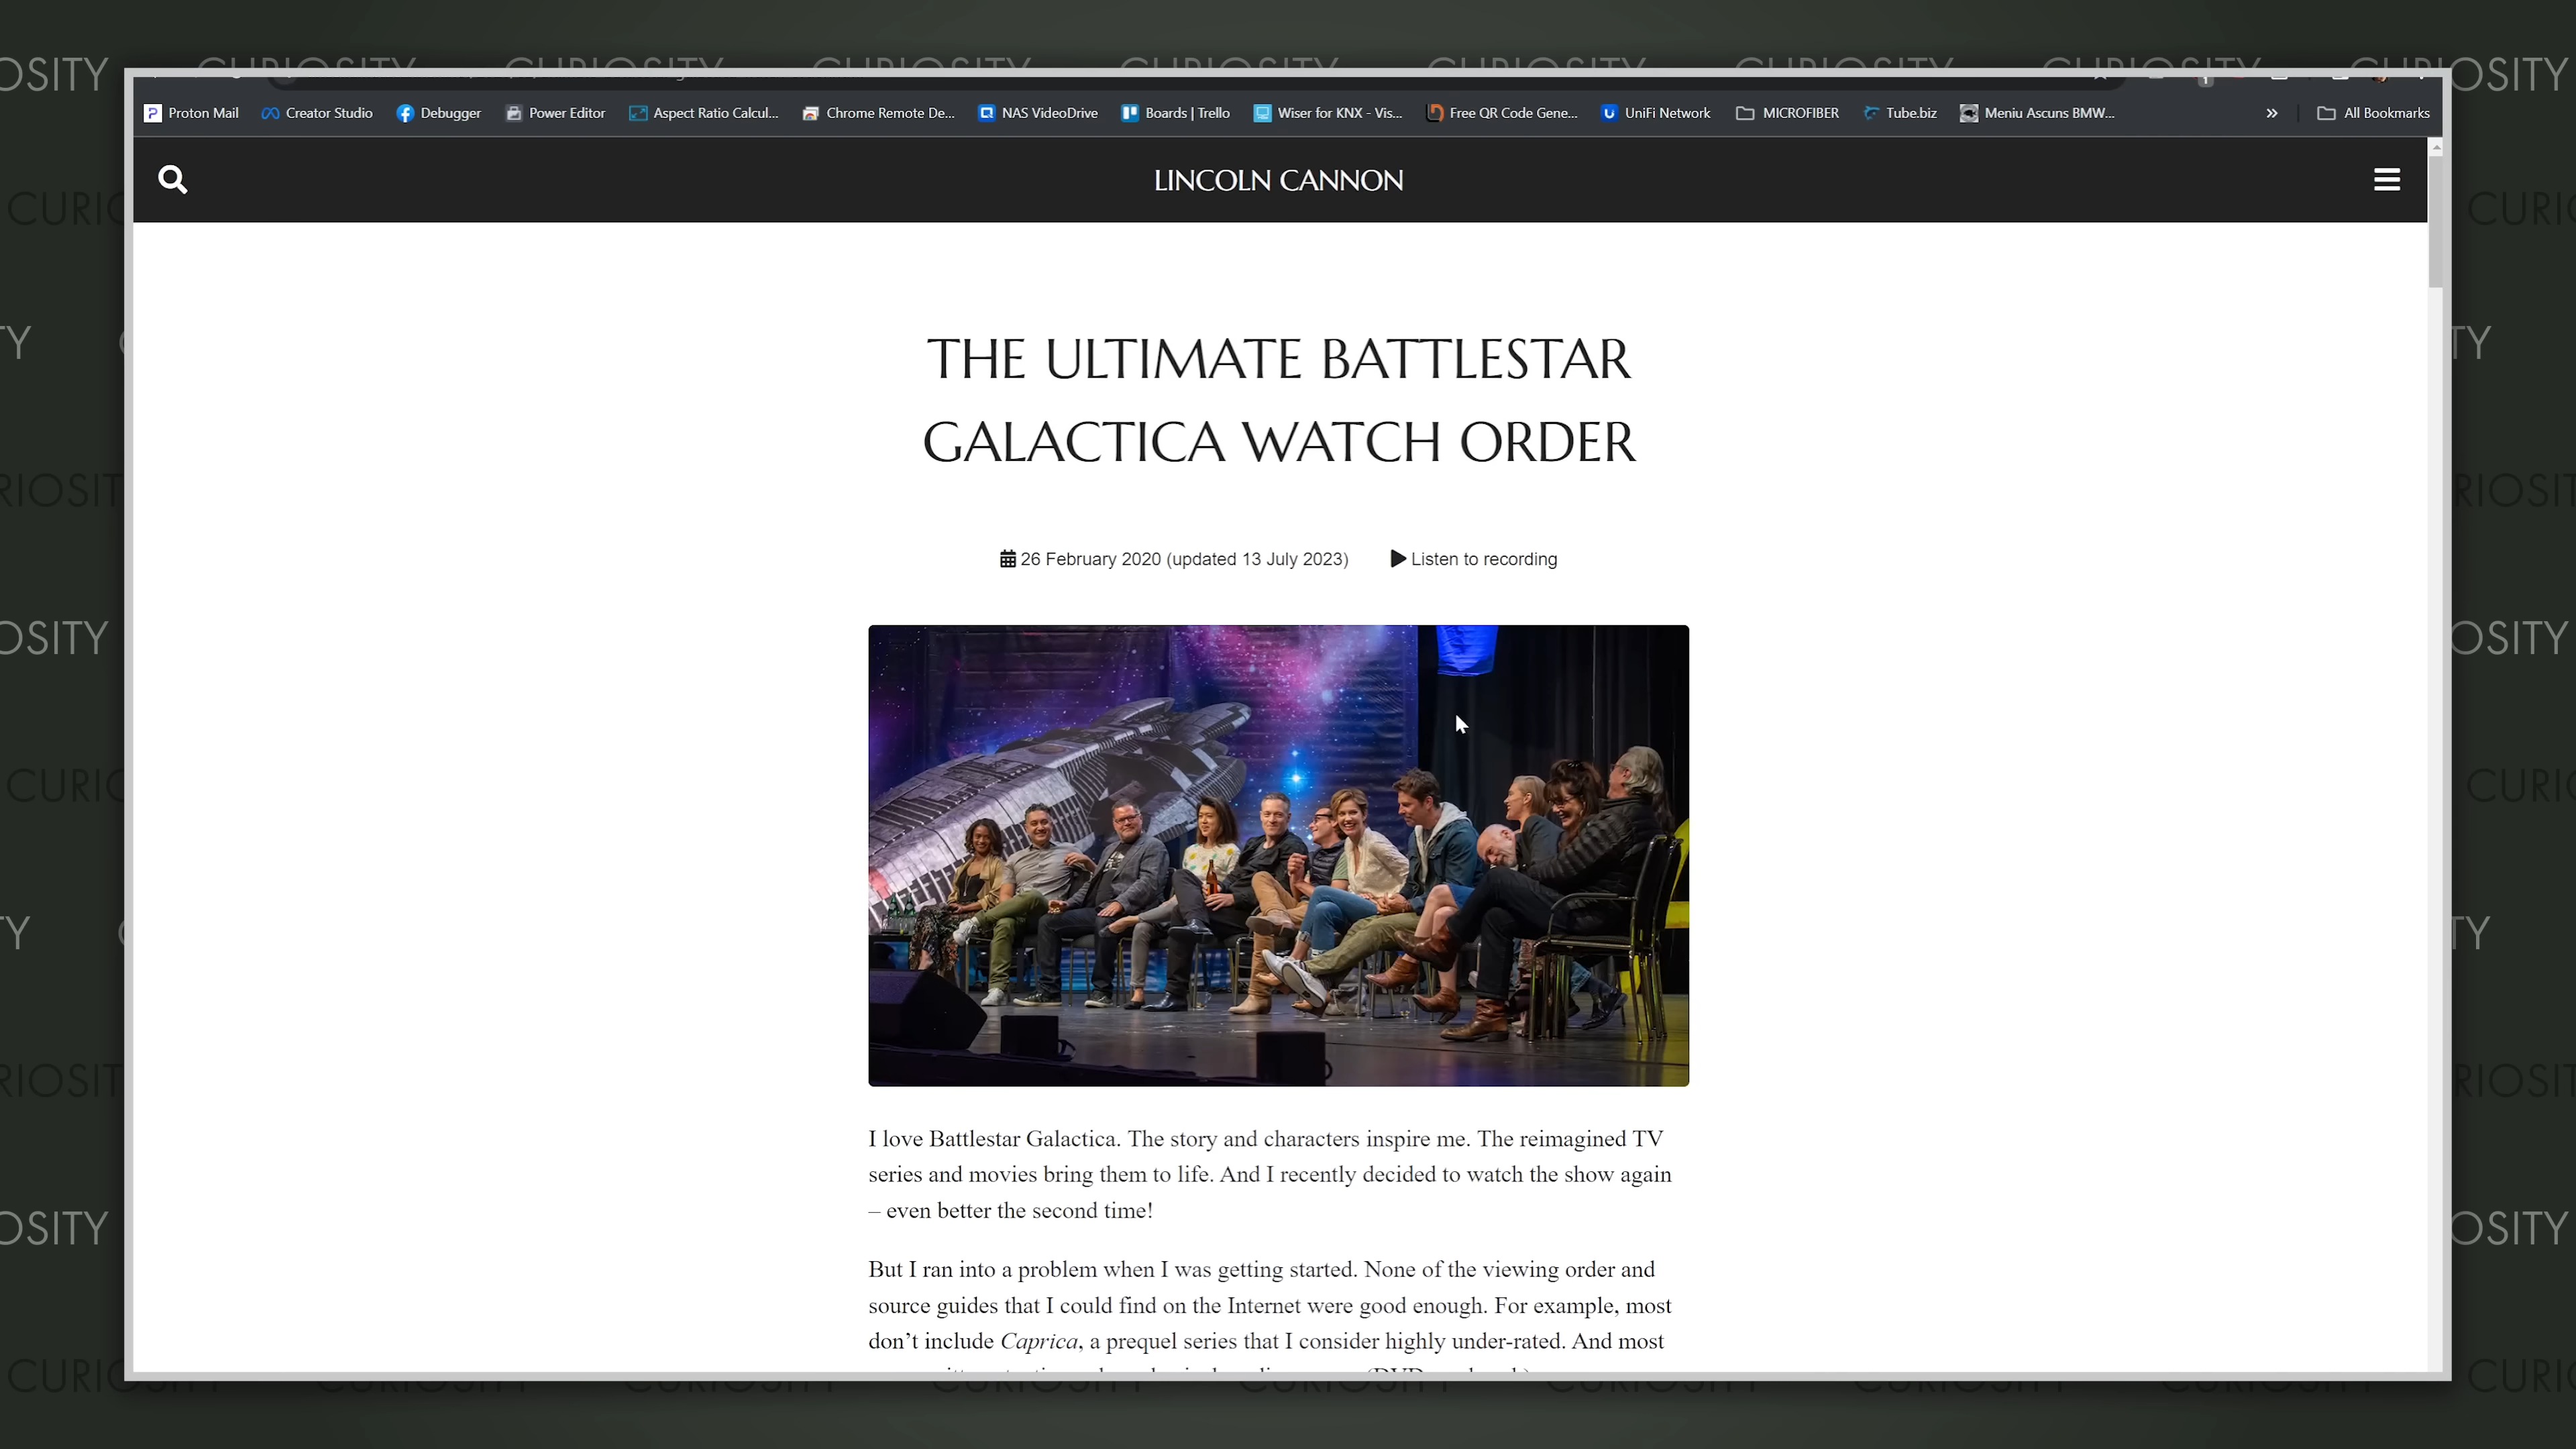 CURIOSITY CURIOSITY CURIOSITY CURIOSITY CURIOSITY CURIOSITY CURIOSITY
Proton Mail Creator Studio Debugger Power Editor Aspect Ratio Calcul... Chrome Remote De... NAS VideoDrive Boards | Trello Wiser for KNX - Vis... Free QR Code Gene... UniFi Network MICROFIBER Tube.biz Meniu Ascuns BMW... » All Bookmarks
LINCOLN CANNON
THE ULTIMATE BATTLESTAR
GALACTICA WATCH ORDER
26 February 2020 (updated 13 July 2023) Listen to recording
I love Battlestar Galactica. The story and characters inspire me. The reimagined TV
series and movies bring them to life. And I recently decided to watch the show again
– even better the second time!
But I ran into a problem when I was getting started. None of the viewing order and
source guides that I could find on the Internet were good enough. For example, most
don't include Caprica, a prequel series that I consider highly under-rated. And most